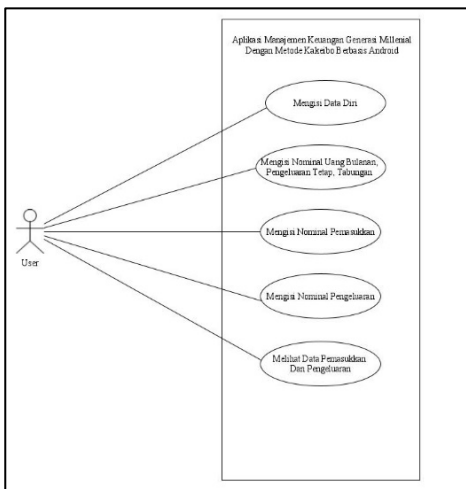 Aplikasi Manajemen Keuangan Generasi Millenial
Dengan Metode Kakeibo Berbasis Android
Mengisi Data Diri
Mengisi Nominal Uang Bulanan,
Pengeluaran Tetap, Tabungan
Mengisi Nominal Pemasukkan
User
Mengisi Nominal Pengeluaran
Melihat Data Pemasukkan
Dan Pengeluaran